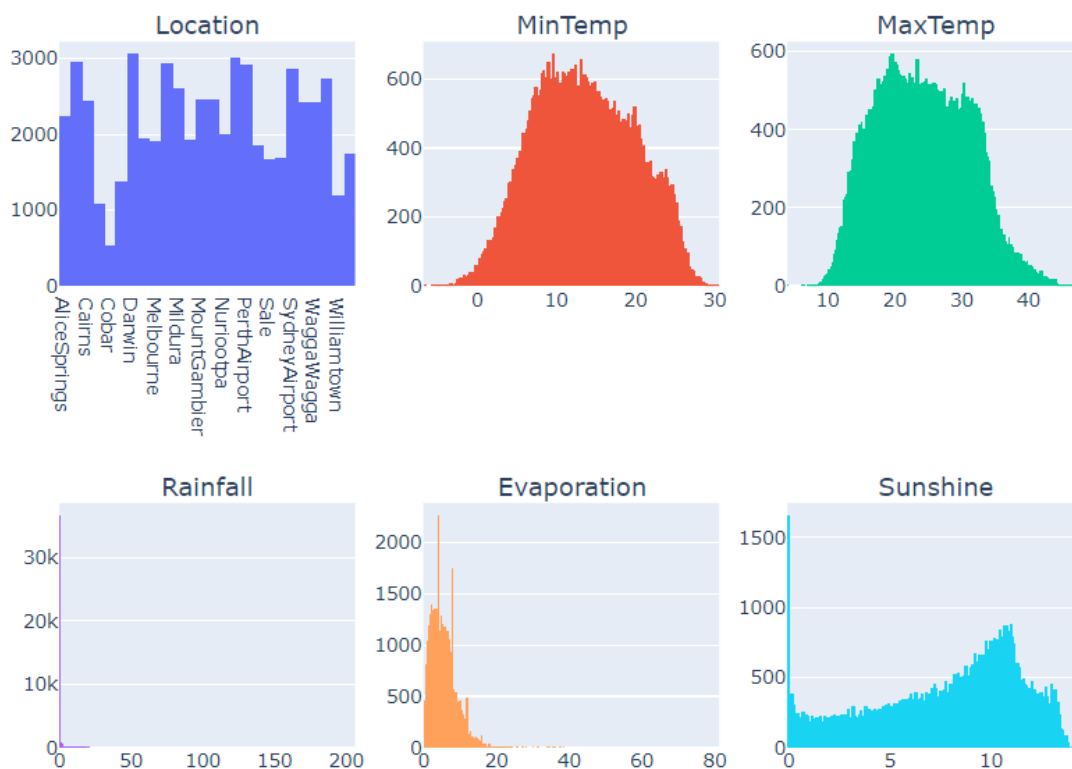 Location
MinTemp
MaxTemp
3000
2000
1000
0
AliceSprings
Cairns
Cobar
Darwin
Melbourne
Mildura
MountGambier
Nuriootpa
PerthAirport
Sale
SydneyAirport
WaggaWagga
Williamtown
600
400
200
0
0 10 20 30
600
400
200
0
10 20 30 40
Rainfall
Evaporation
Sunshine
30k
20k
10k
0
0 50 100 150 200
2000
1500
1000
500
0
0 20 40 60 80
1500
1000
500
0
0 5 10